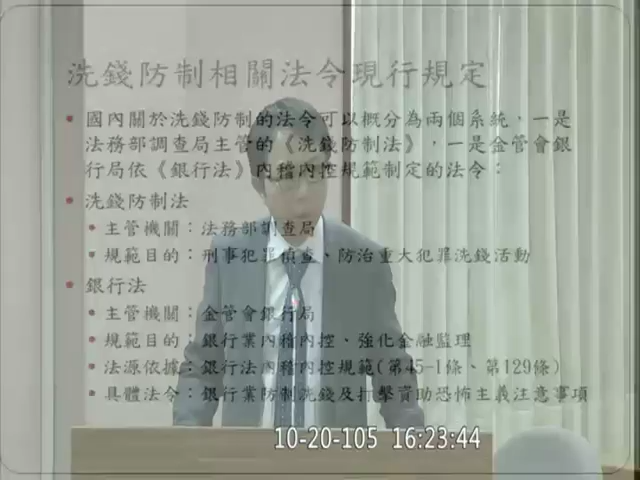 洗錢防制相關法令現行規定
國內關於洗錢防制的法令可以概分為兩個系統，一是
法務部調查局主管的《洗錢防制法》，一是金管會銀
行局依《銀行法》內稽內控規範制定的法令：
洗錢防制法
主管機關：法務部調查局
規範目的：刑事犯罪偵查、防治重大犯罪洗錢活動
銀行法
主管機關：金管會銀行局
規範目的：銀行業內稽內控、強化金融監理
法源依據：銀行法內稽內控規範(第45-1條、第129條)
具體法令：銀行業防制洗錢及打擊資助恐怖主義注意事項
10-20-105 16:23:44